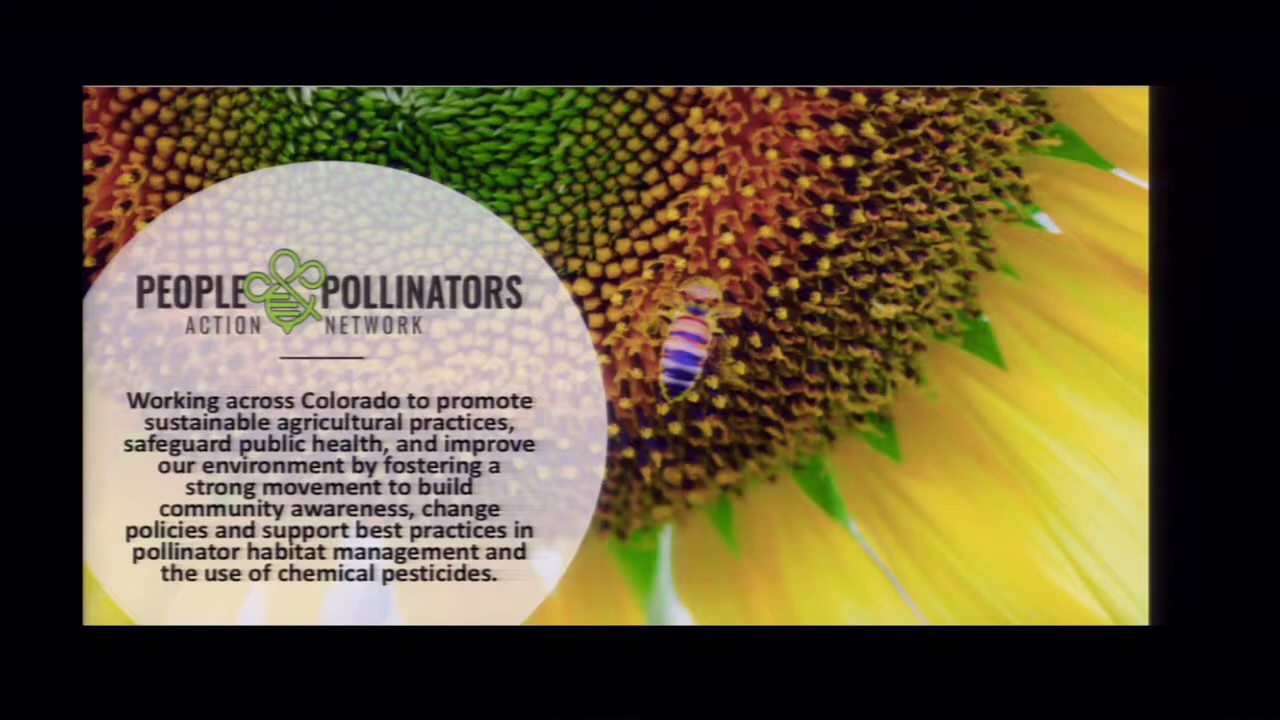 PEOPLE POLLINATORS
ACTION NETWORK
Working across Colorado to promote
sustainable agricultural practices,
safeguard public health, and improve
our environment by fostering a
strong movement to build
community awareness, change
policies and support best practices in
pollinator habitat management and
the use of chemical pesticides.